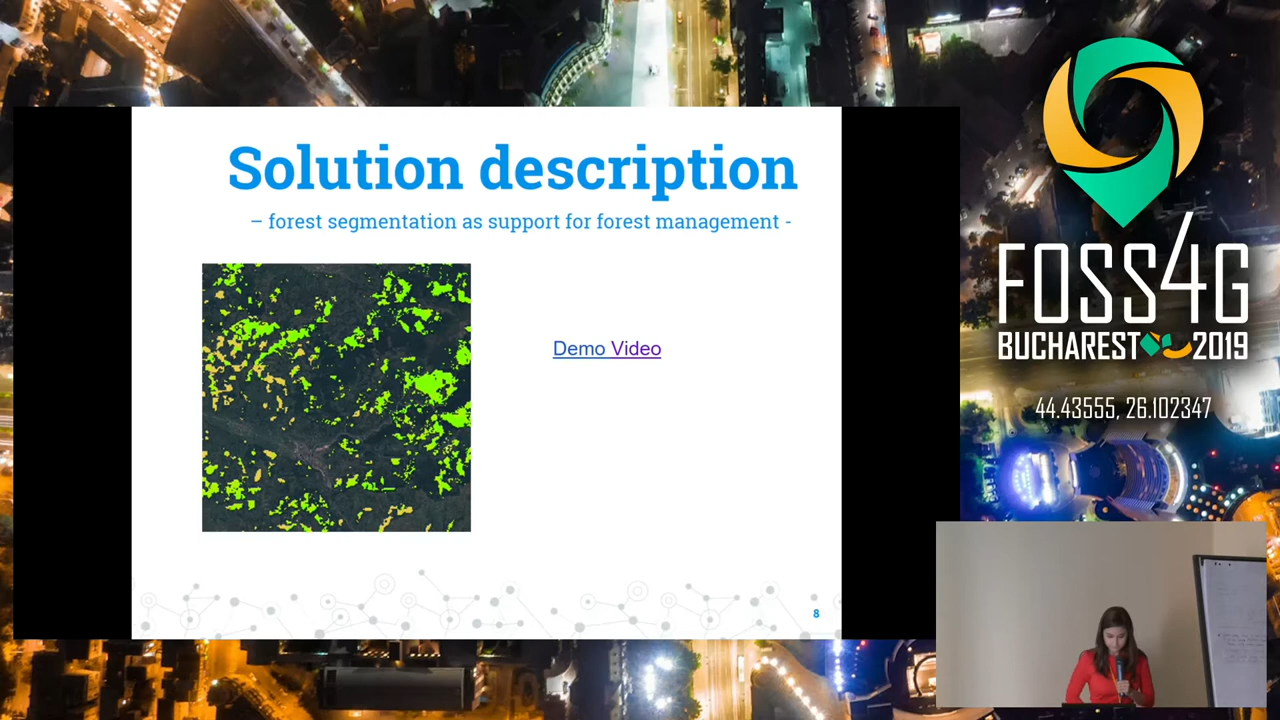 Solution description
– forest segmentation as support for forest management -
Demo Video
8
FOSS4G
BUCHAREST 2019
44.43555, 26.102347